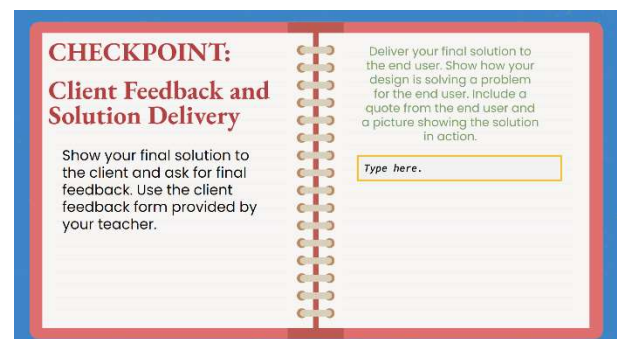 CHECKPOINT:
Client Feedback and
Solution Delivery
Show your final solution to
the client and ask for final
feedback. Use the client
feedback form provided by
your teacher.
Deliver your final solution to
the end user. Show how your
design is solving a problem
for the end user. Include a
quote from the end user and
a picture showing the solution
in action.
Type here.